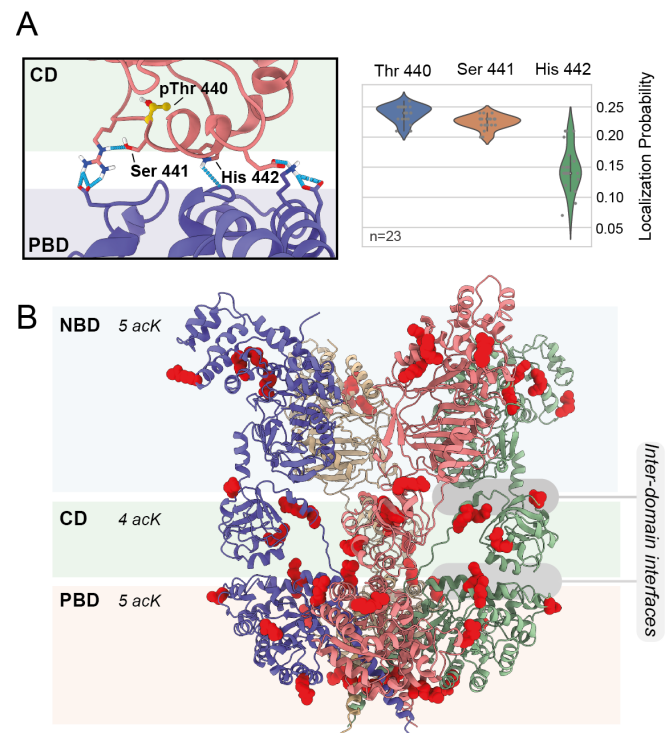 A
CD
pThr 440
Ser 441
His 442
PBD
Thr 440 Ser 441 His 442
0.25
0.20
0.15
0.10
0.05
Localization Probability
n=23
B
NBD 5 acK
CD 4 acK
PBD 5 acK
Inter-domain interfaces